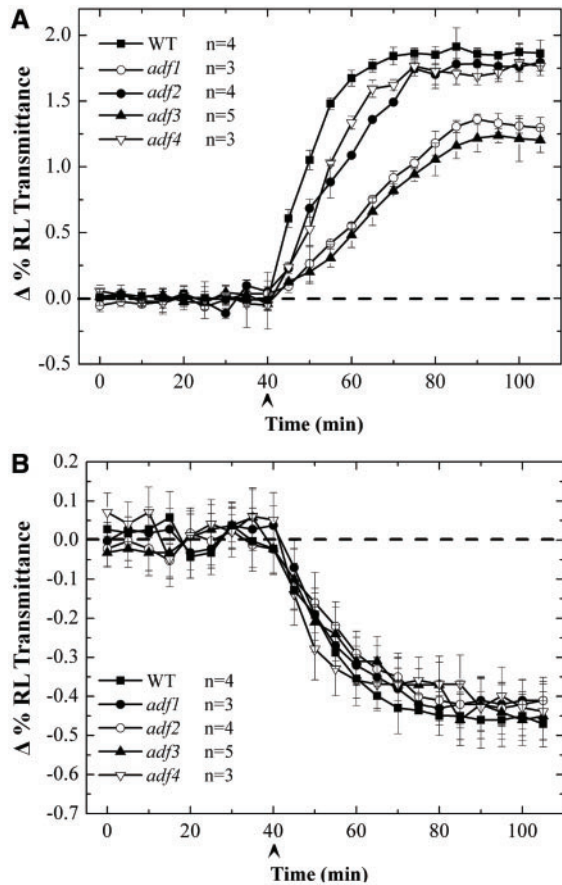 A
WT n=4
adf1 n=3
adf2 n=4
adf3 n=5
adf4 n=3
2.0
1.5
1.0
0.5
0.0
-0.5
Δ % RL Transmittance
0 20 40 60 80 100
Time (min)
B
0.2
0.1
0.0
-0.1
-0.2
-0.3
-0.4
-0.5
-0.6
-0.7
Δ % RL Transmittance
WT n=4
adf1 n=3
adf2 n=4
adf3 n=5
adf4 n=3
0 20 40 60 80 100
Time (min)